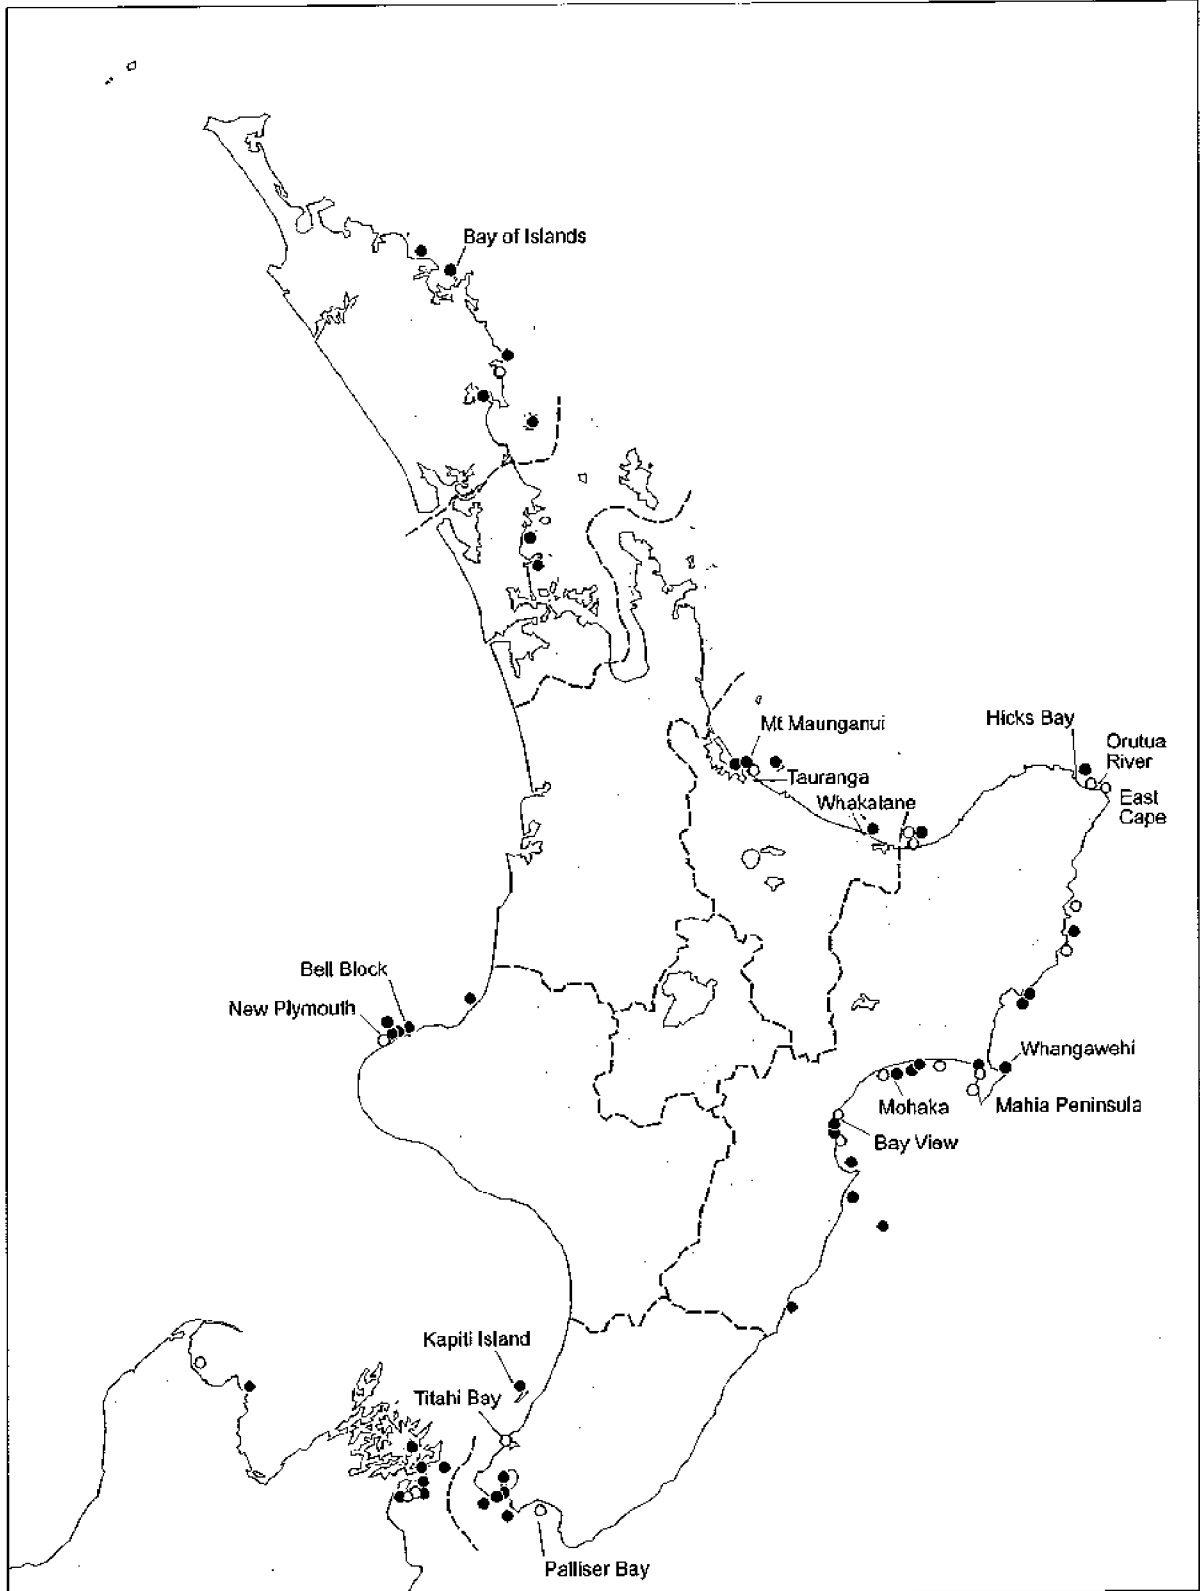 Bay of Islands
Hicks Bay
Mt Maunganui
Orutua
River
Tauranga
East
Cape
Whakalane
Bell Block
New Plymouth
Whangawehi
Mohaka
Mahia Peninsula
Bay View
Kapiti Island
Titahi Bay
Palliser Bay